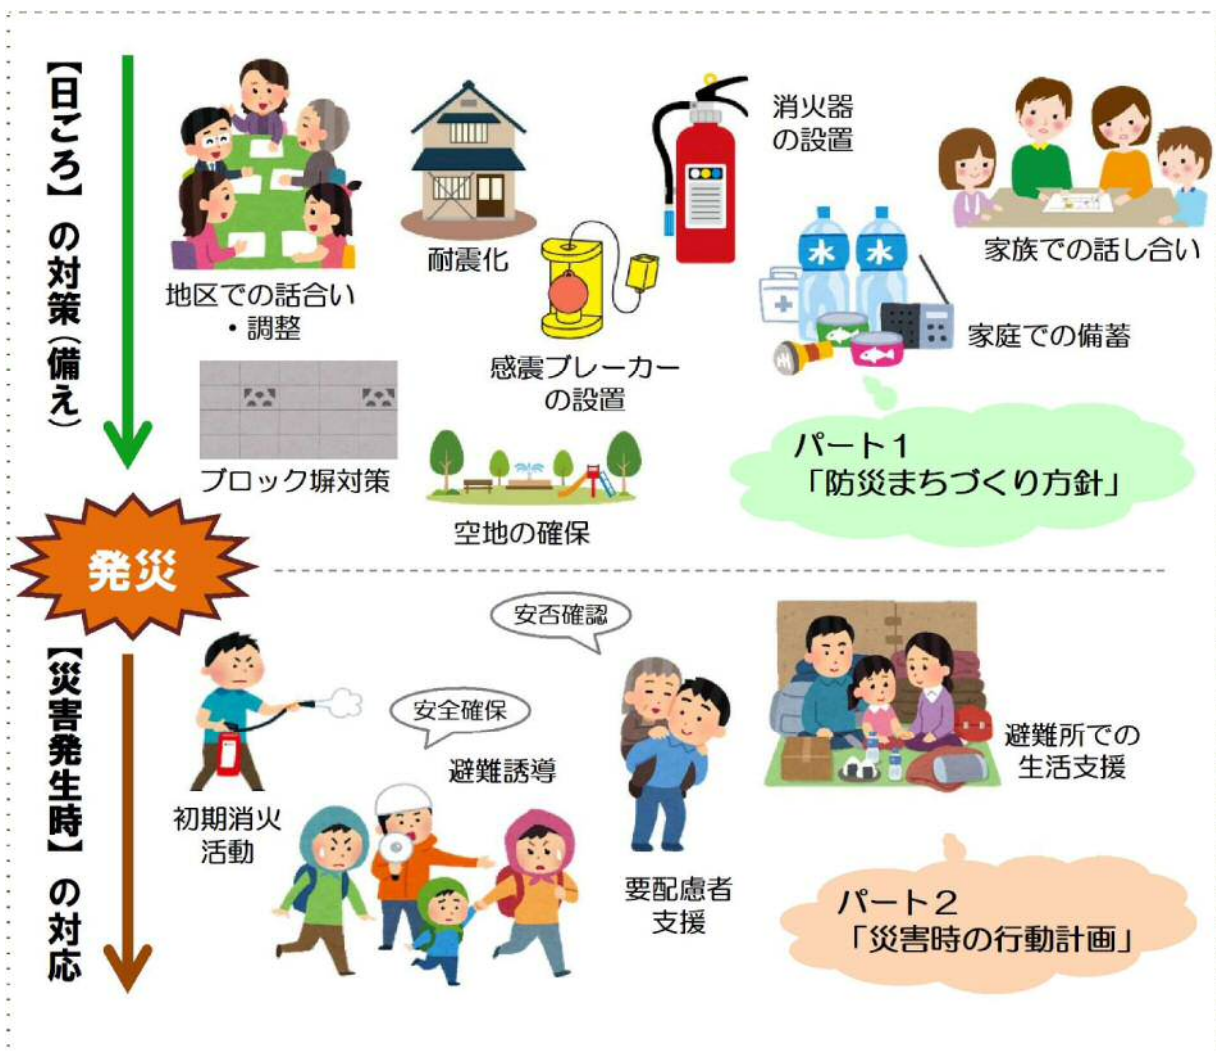 【日ごろ】の対策（備え）
地区での話合い
・調整
耐震化
消火器
の設置
家族での話し合い
感震ブレーカー
の設置
水
水
家庭での備蓄
ブロック塀対策
空地の確保
パート1
「防災まちづくり方針」
発災
【災害発生時】の対応
初期消火
活動
安全確保
避難誘導
安否確認
要配慮者
支援
避難所での
生活支援
パート2
「災害時の行動計画」